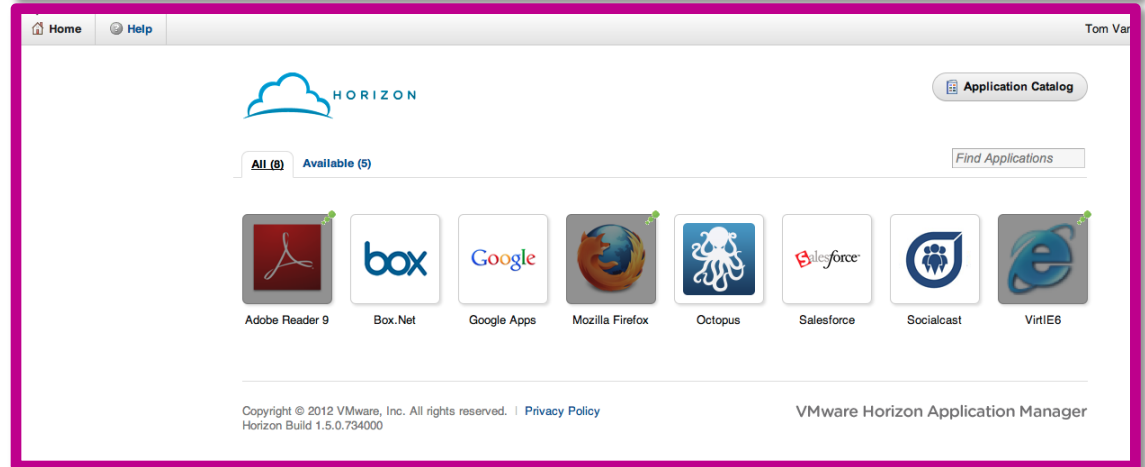 Home
Help
Tom Var
HORIZON
Application Catalog
All (8)
Available (5)
Find Applications
box
Google
salesforce
Adobe Reader 9
Box.Net
Google Apps
Mozilla Firefox
Octopus
Salesforce
Socialcast
VirtIE6
Copyright © 2012 VMware, Inc. All rights reserved. | Privacy Policy
Horizon Build 1.5.0.734000
VMware Horizon Application Manager